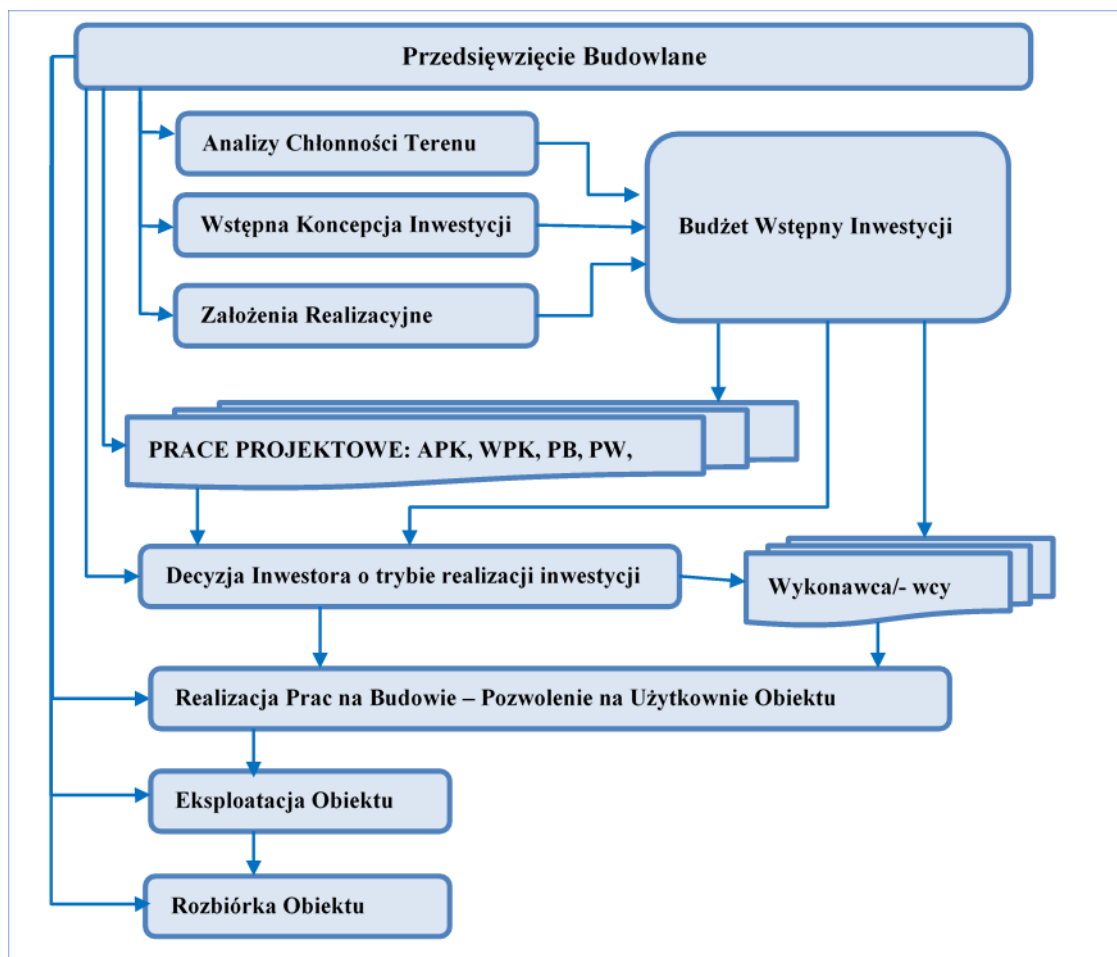 Przedsięwzięcie Budowlane
Analizy Chłonności Terenu
Wstępna Koncepcja Inwestycji
Budżet Wstępny Inwestycji
Założenia Realizacyjne
PRACE PROJEKTOWE: APK, WPK, PB, PW,
Decyzja Inwestora o trybie realizacji inwestycji
Wykonawca/- wcy
Realizacja Prac na Budowie – Pozwolenie na Użytkownie Obiektu
Eksploatacja Obiektu
Rozbiórka Obiektu